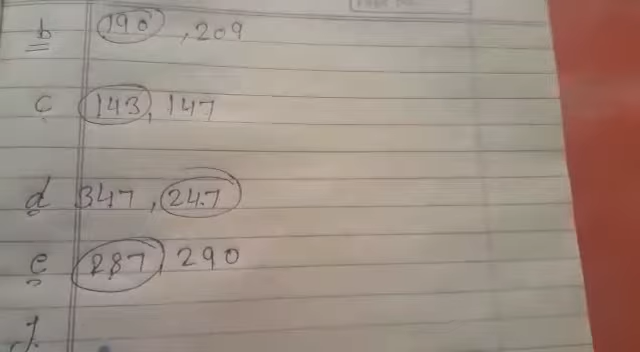 b 190, 209
c 143, 147
d 347, 247
e 287, 290
f